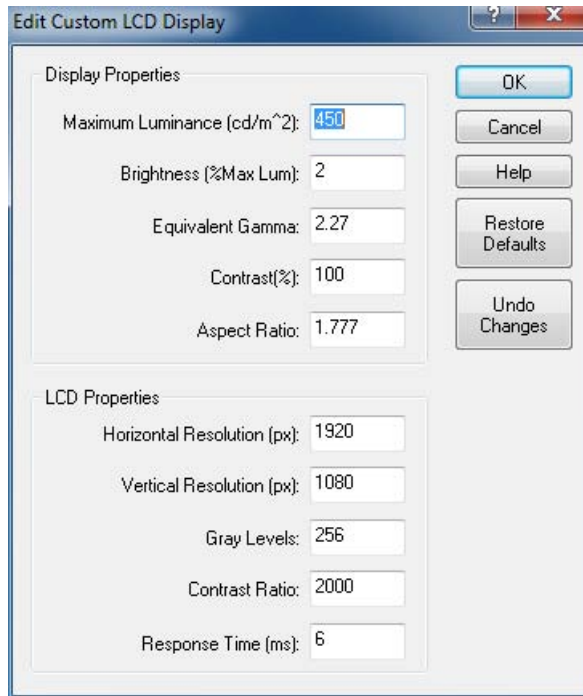 Edit Custom LCD Display
?
X
Display Properties
Maximum Luminance (cd/m^2): 450
Brightness (%Max Lum): 2
Equivalent Gamma: 2.27
Contrast(%): 100
Aspect Ratio: 1.777
OK
Cancel
Help
Restore
Defaults
Undo
Changes
LCD Properties
Horizontal Resolution (px): 1920
Vertical Resolution (px): 1080
Gray Levels: 256
Contrast Ratio: 2000
Response Time (ms): 6